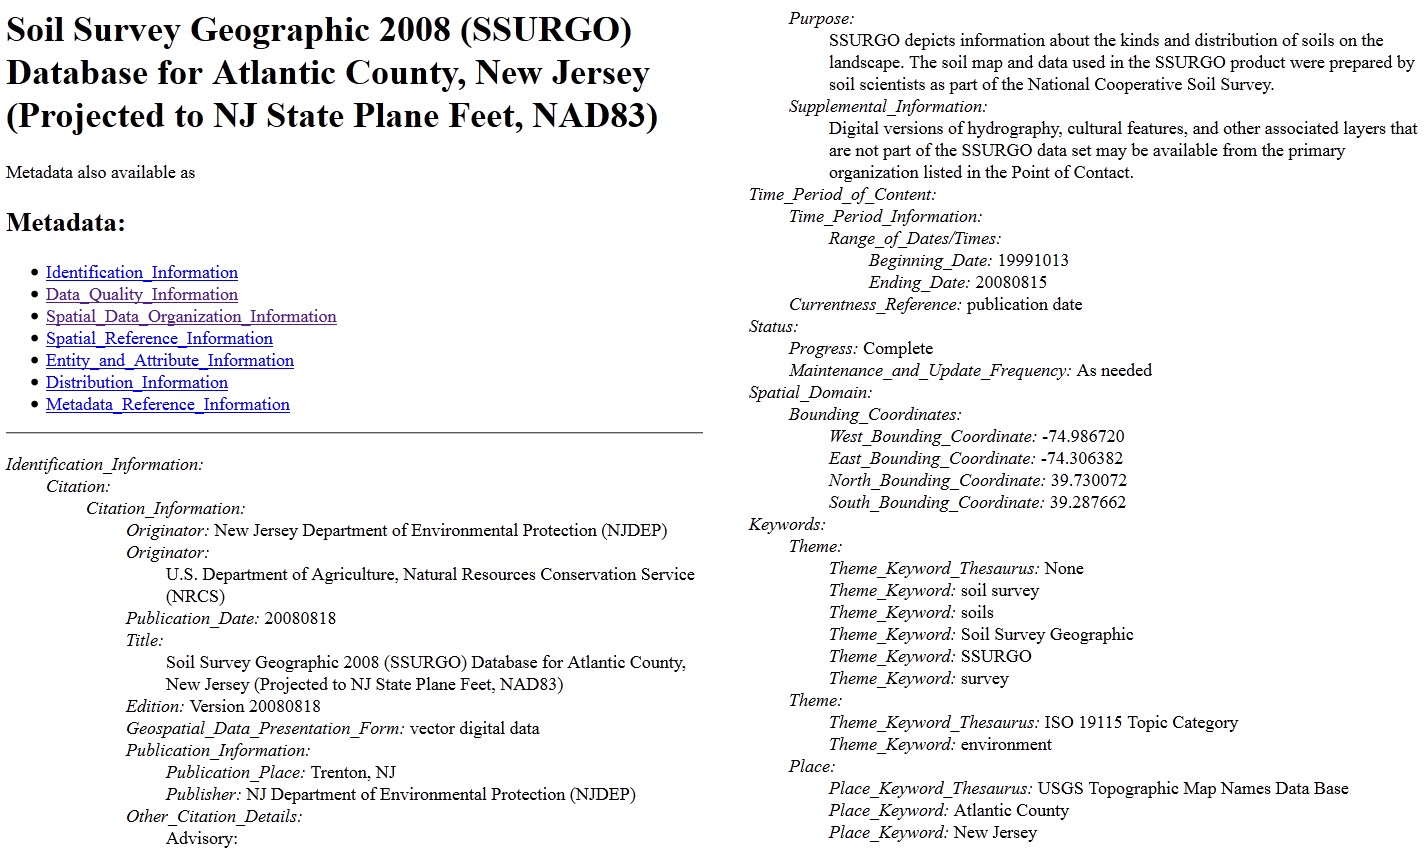 Soil Survey Geographic 2008 (SSURGO)
Database for Atlantic County, New Jersey
(Projected to NJ State Plane Feet, NAD83)
Metadata also available as
Metadata:
Identification_Information
Data_Quality_Information
Spatial_Data_Organization_Information
Spatial_Reference_Information
Entity_and_Attribute_Information
Distribution_Information
Metadata_Reference_Information
Identification_Information:
Citation:
Citation_Information:
Originator: New Jersey Department of Environmental Protection (NJDEP)
Originator:
U.S. Department of Agriculture, Natural Resources Conservation Service
(NRCS)
Publication_Date: 20080818
Title:
Soil Survey Geographic 2008 (SSURGO) Database for Atlantic County,
New Jersey (Projected to NJ State Plane Feet, NAD83)
Edition: Version 20080818
Geospatial_Data_Presentation_Form: vector digital data
Publication_Information:
Publication_Place: Trenton, NJ
Publisher: NJ Department of Environmental Protection (NJDEP)
Other_Citation_Details:
Advisory:
Purpose:
SSURGO depicts information about the kinds and distribution of soils on the
landscape. The soil map and data used in the SSURGO product were prepared by
soil scientists as part of the National Cooperative Soil Survey.
Supplemental_Information:
Digital versions of hydrography, cultural features, and other associated layers that
are not part of the SSURGO data set may be available from the primary
organization listed in the Point of Contact.
Time_Period_of_Content:
Time_Period_Information:
Range_of_Dates/Times:
Beginning_Date: 19991013
Ending_Date: 20080815
Currentness_Reference: publication date
Status:
Progress: Complete
Maintenance_and_Update_Frequency: As needed
Spatial_Domain:
Bounding_Coordinates:
West_Bounding_Coordinate: -74.986720
East_Bounding_Coordinate: -74.306382
North_Bounding_Coordinate: 39.730072
South_Bounding_Coordinate: 39.287662
Keywords:
Theme:
Theme_Keyword_Thesaurus: None
Theme_Keyword: soil survey
Theme_Keyword: soils
Theme_Keyword: Soil Survey Geographic
Theme_Keyword: SSURGO
Theme_Keyword: survey
Theme:
Theme_Keyword_Thesaurus: ISO 19115 Topic Category
Theme_Keyword: environment
Place:
Place_Keyword_Thesaurus: USGS Topographic Map Names Data Base
Place_Keyword: Atlantic County
Place_Keyword: New Jersey